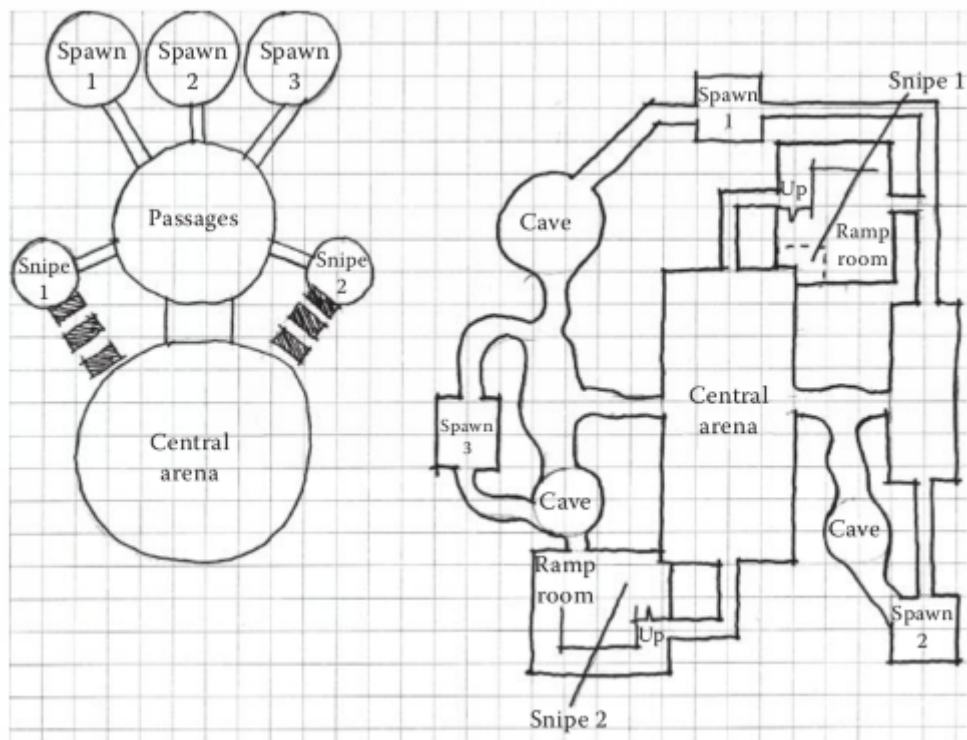 Spawn
1
Spawn
2
Spawn
3
Passages
Snipe
1
Snipe
2
Central
arena
Snipe 1
Spawn
1
Up
Cave
Ramp
room
Central
arena
Spawn
3
Cave
Cave
Ramp
room
Up
Spawn
2
Snipe 2